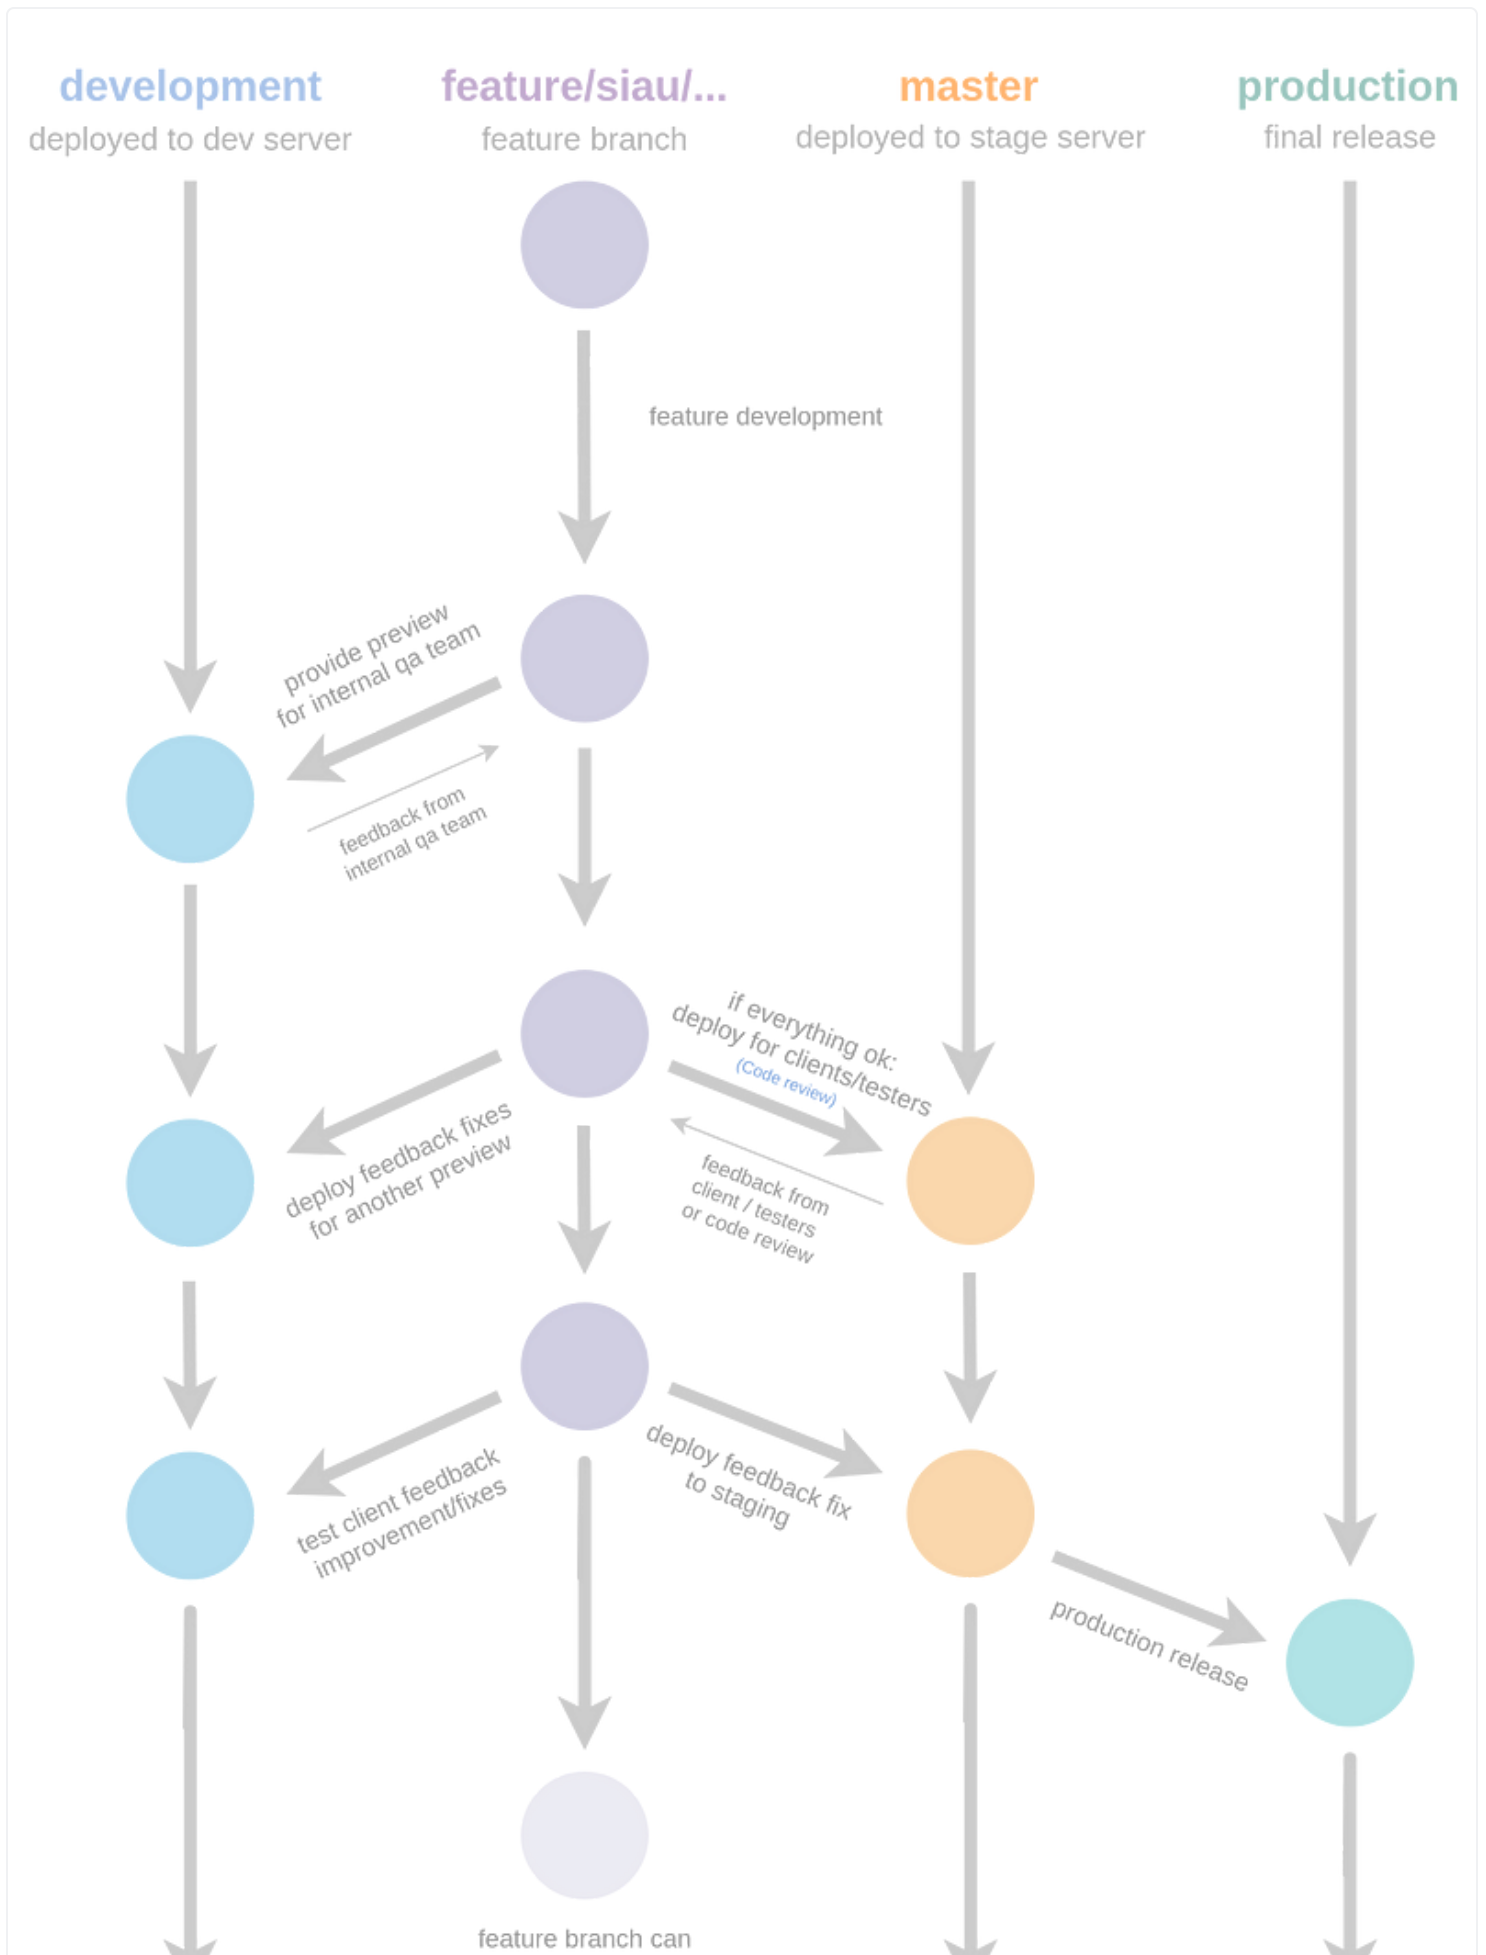 development
deployed to dev server
feature/siau/...
feature branch
master
deployed to stage server
production
final release
feature development
provide preview
for internal qa team
feedback from
internal qa team
if everything ok:
deploy for clients/testers
(Code review)
deploy feedback fixes
for another preview
feedback from
client / testers
or code review
deploy feedback fix
to staging
test client feedback
improvement/fixes
production release
feature branch can